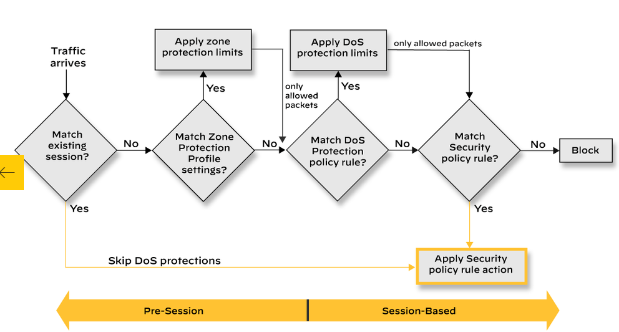 Traffic
arrives
Apply zone
protection limits
Apply DoS
protection limits
only allowed packets
Yes
only
allowed
packets
Yes
Match
existing
session?
No
Match Zone
Protection
Profile
settings?
No
Match DoS
Protection
policy rule?
No
Match
Security
policy rule?
No
Block
Yes
Yes
Skip DoS protections
Apply Security
policy rule action
Pre-Session
Session-Based